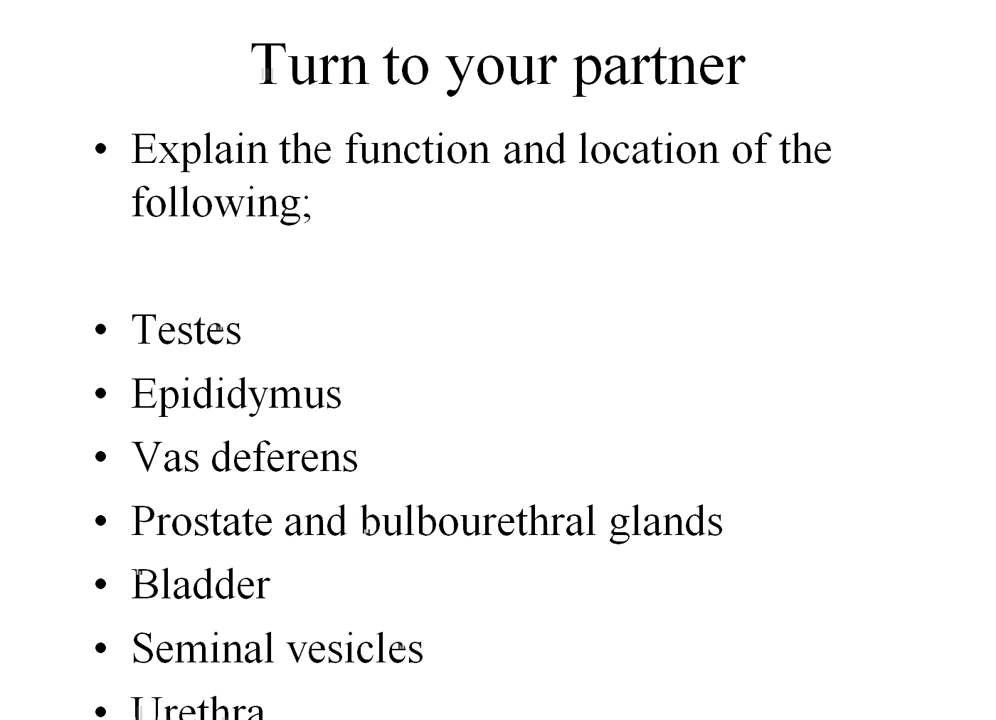 Turn to your partner
• Explain the function and location of the
following;
• Testes
• Epididymus
• Vas deferens
• Prostate and bulbourethral glands
• Bladder
• Seminal vesicles
• Urethra